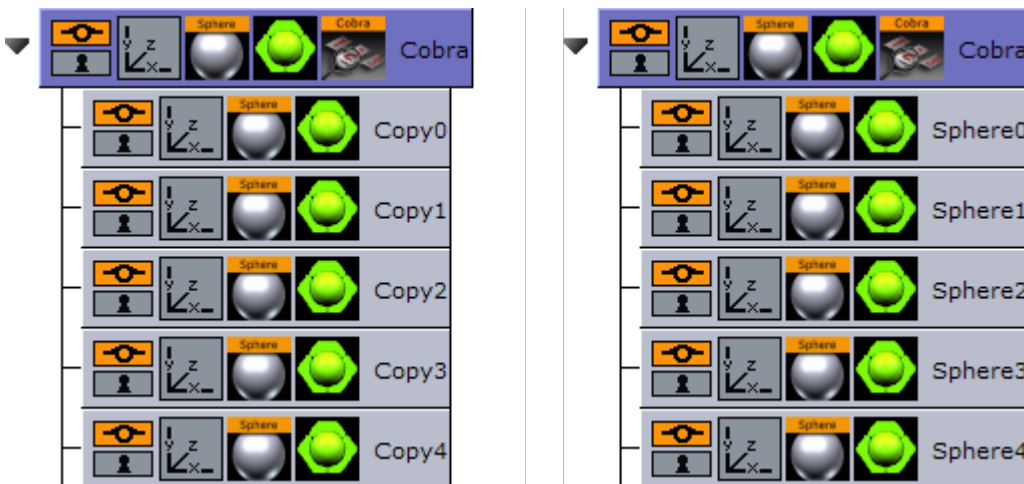 Sphere Cobra Cobra
Sphere Copy0
Sphere Copy1
Sphere Copy2
Sphere Copy3
Sphere Copy4
Sphere Cobra Cobra
Sphere Sphere0
Sphere Sphere1
Sphere Sphere2
Sphere Sphere3
Sphere Sphere4